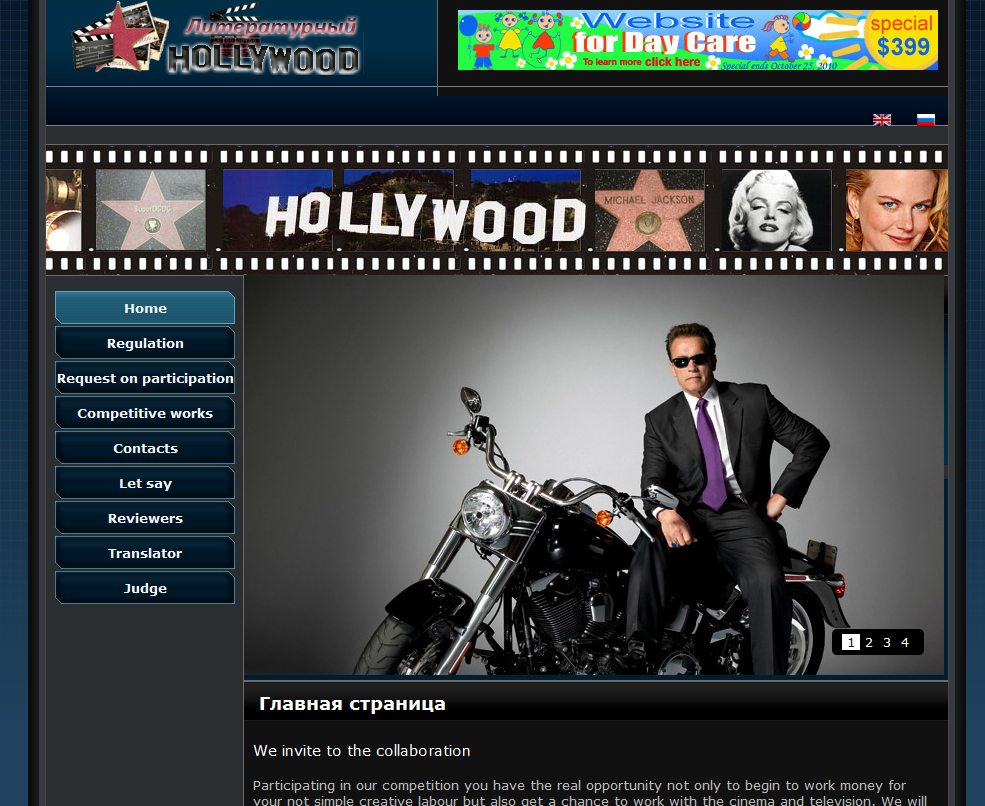 Литературный
HOLLYWOOD
Website
for Day Care
To learn more click here
Special ends October 25, 2010
special
$399
SuperDCOC
HOLLYWOOD
MICHAEL JACKSON
Home
Regulation
Request on participation
Competitive works
Contacts
Let say
Reviewers
Translator
Judge
1 2 3 4
Главная страница
We invite to the collaboration
Participating in our competition you have the real opportunity not only to begin to work money for
your not simple creative labour but also get a chance to work with the cinema and television. We will